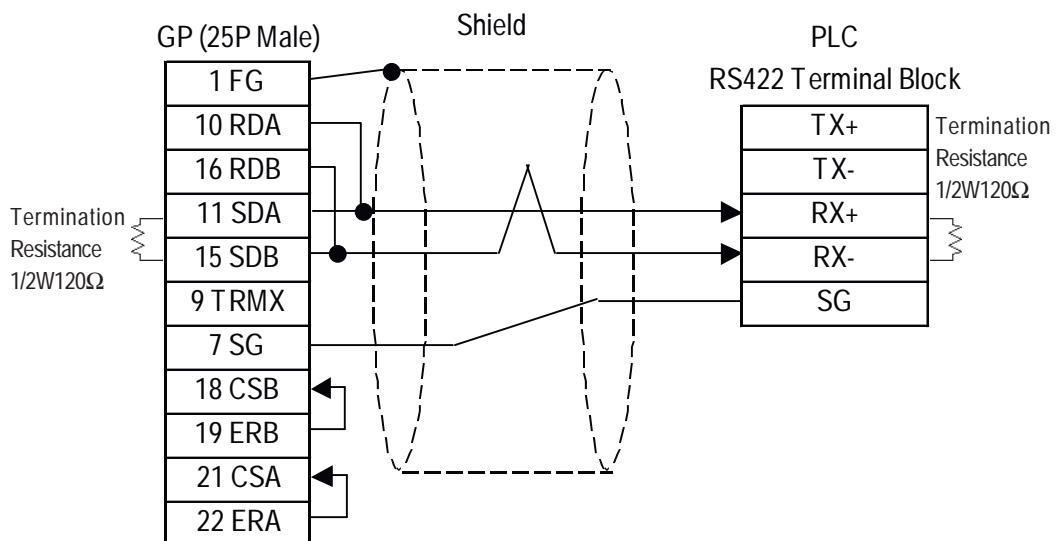 Shield
GP (25P Male)
PLC
RS422 Terminal Block
1 FG
10 RDA
16 RDB
11 SDA
15 SDB
9 TRMX
7 SG
18 CSB
19 ERB
21 CSA
22 ERA
Termination
Resistance
1/2W120Ω
TX+
TX-
RX+
RX-
SG
Termination
Resistance
1/2W120Ω